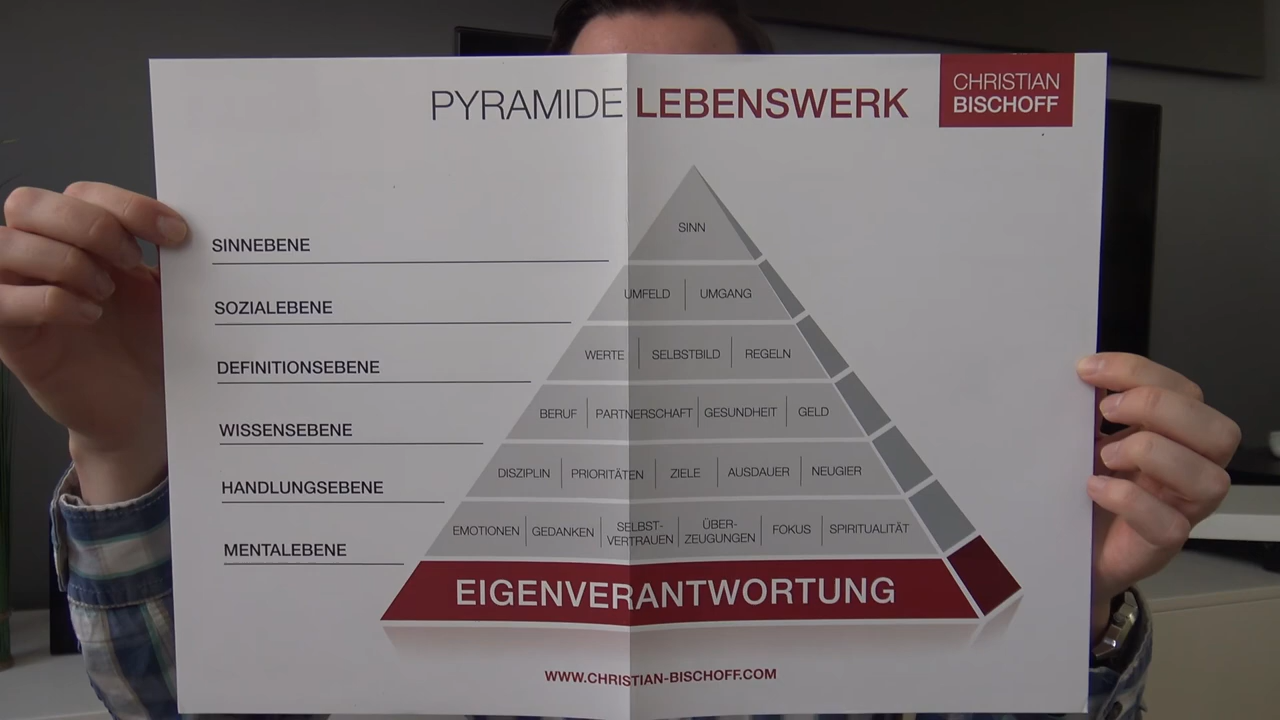 PYRAMIDE LEBENSWERK
CHRISTIAN
BISCHOFF
SINNEBENE
SINN
SOZIALEBENE
UMFELD UMGANG
DEFINITIONSEBENE
WERTE SELBSTBILD REGELN
WISSENSEBENE
BERUF PARTNERSCHAFT GESUNDHEIT GELD
HANDLUNGSEBENE
DISZIPLIN PRIORITÄTEN ZIELE AUSDAUER NEUGIER
MENTALEBENE
EMOTIONEN GEDANKEN SELBST-
VERTRAUEN ÜBER-
ZEUGUNGEN FOKUS SPIRITUALITÄT
EIGENVERANTWORTUNG
WWW.CHRISTIAN-BISCHOFF.COM